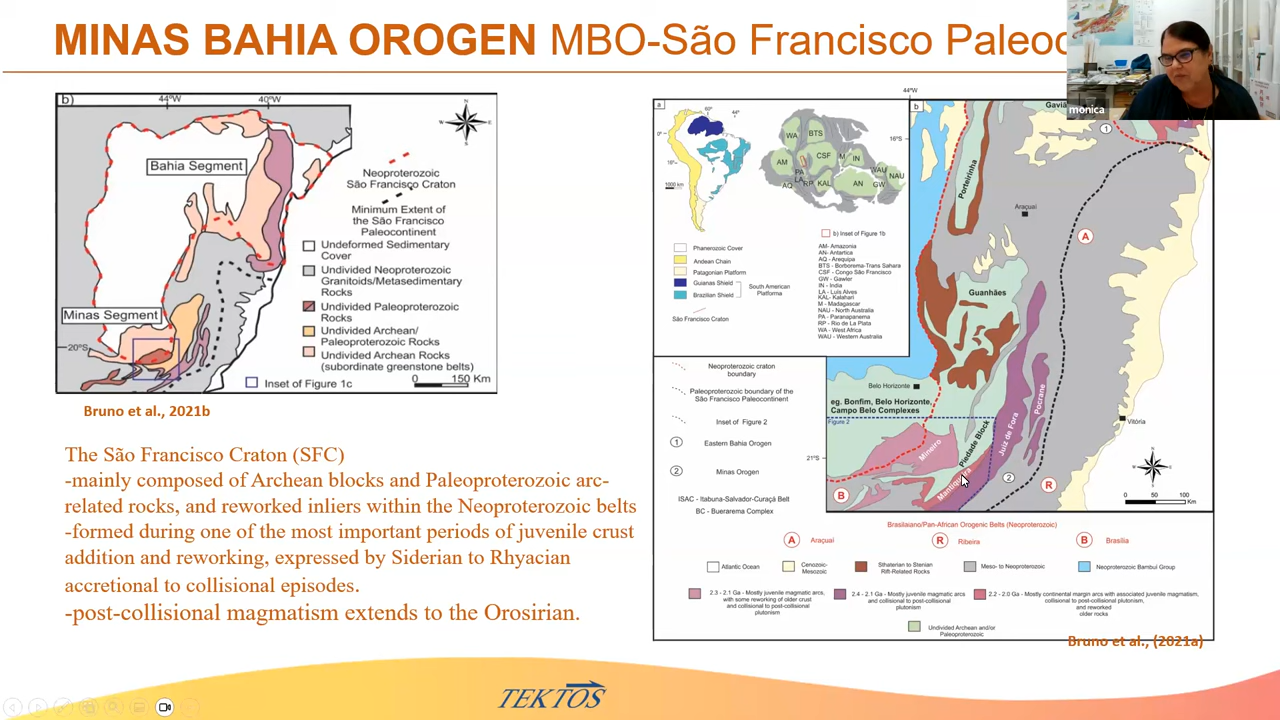 MINAS BAHIA OROGEN MBO-São Francisco Paleoc
monica
b)
44°W
40°W
N
W
E
S
Bahia Segment
Neoproterozoic
São Francisco Craton
Minimum Extent of
the São Francisco
Paleocontinent
Undeformed Sedimentary
Cover
Undivided Neoproterozoic
Granitoids/Metasedimentary
Rocks
Undivided Paleoproterozoic
Rocks
Undivided Archean/
Paleoproterozoic Rocks
Undivided Archean Rocks
(subordinate greenstone belts)
Minas Segment
20°S
Inset of Figure 1c
0 150 Km
Bruno et al., 2021b
The São Francisco Craton (SFC)
-mainly composed of Archean blocks and Paleoproterozoic arc-
related rocks, and reworked inliers within the Neoproterozoic belts
-formed during one of the most important periods of juvenile crust
addition and reworking, expressed by Siderian to Rhyacian
accretional to collisional episodes.
-post-collisional magmatism extends to the Orosirian.
44°W
a
b
WA
BTS
AM
CSF
M
IN
PA
LA
RP
KAL
AQ
AN
WAU
GW
NAU
1000 km
b) Inset of Figure 1b
AM- Amazonia
AN- Antartica
AQ - Arequipa
BTS - Borborema-Trans Sahara
CSF - Congo São Francisco
GW - Gawler
IN - India
LA - Luis Alves
KAL- Kalahari
M - Madagascar
NAU - North Australia
PA - Paranapanema
RP - Rio de La Plata
WA - West Africa
WAU - Western Australia
Phanerozoic Cover
Andean Chain
Patagonian Platform
Guianas Shield
Brazilian Shield
South American
Platforma
São Francisco Craton
Neoproterozoic craton
boundary
Paleoproterozoic boundary of the
São Francisco Paleocontinent
Inset of Figure 2
1 Eastern Bahia Orogen
2 Minas Orogen
ISAC - Itabuna-Salvador-Curaçá Belt
BC - Buerarema Complex
Gaviã
1
16°S
Porteirinha
Araçuaí
A
Guanhães
Belo Horizonte
eg. Bonfim, Belo Horizonte,
Campo Belo Complexes
Figure 2
Vitória
21°S
Mineiro
Piedade Block
Mantiqueira
Juiz de Fora
Pocrane
2
B
R
0 50 100
Km
Brasilaiano/Pan-African Orogenic Belts (Neoproterozoic)
A Araçuaí
R Ribeira
B Brasília
Atlantic Ocean
Cenozoic-
Mesozoic
Sthaterian to Stenian
Rift-Related Rocks
Meso- to Neoproterozoic
Neoproterozoic Bambuí Group
2.3 - 2.1 Ga - Mostly juvenile magmatic arcs,
with some reworking of older crust
and collisional to post-collisional
plutonism
2.4 - 2.1 Ga - Mostly juvenile magmatic arcs
and collisional to post-collisional
plutonism
2.2 - 2.0 Ga - Mostly continental margin arcs with associated juvenile magmatism,
collisional to post-collisional plutonism,
and reworked
older rocks
Undivided Archean and/or
Paleoproterozoic
Bruno et al., (2021a)
TEKTOS